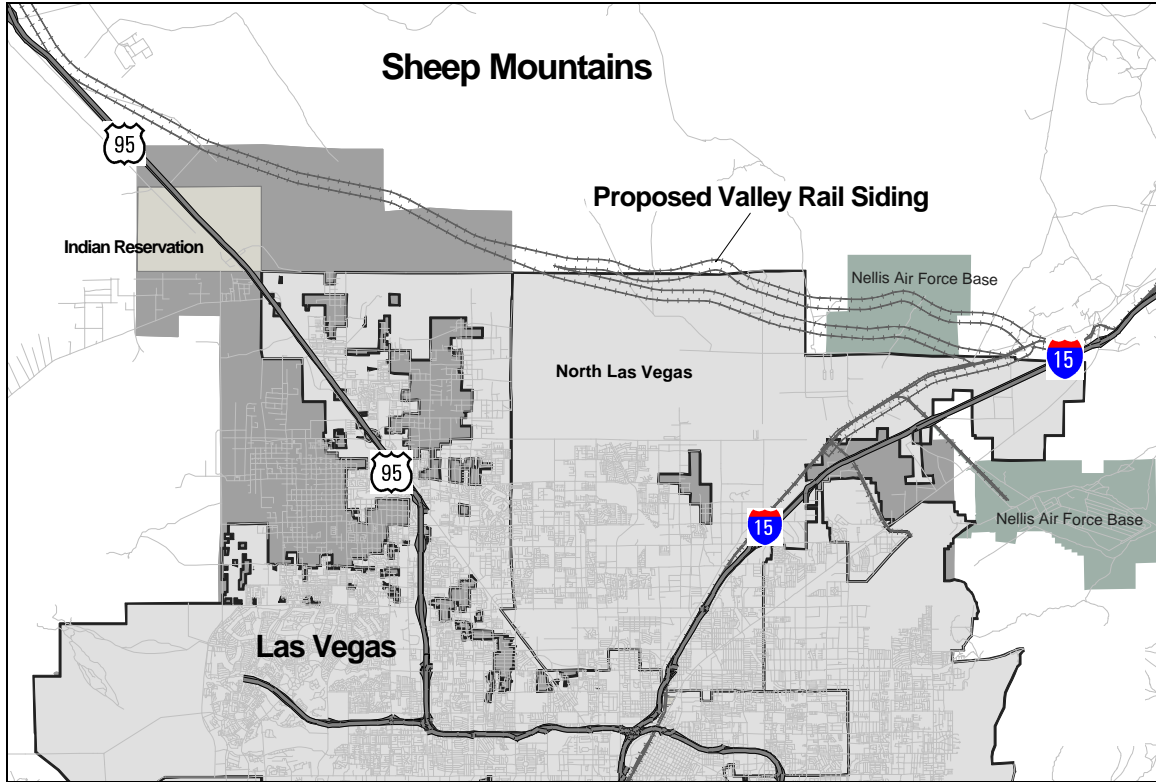 Sheep Mountains
95
Proposed Valley Rail Siding
Indian Reservation
Nellis Air Force Base
15
North Las Vegas
95
15
Nellis Air Force Base
Las Vegas